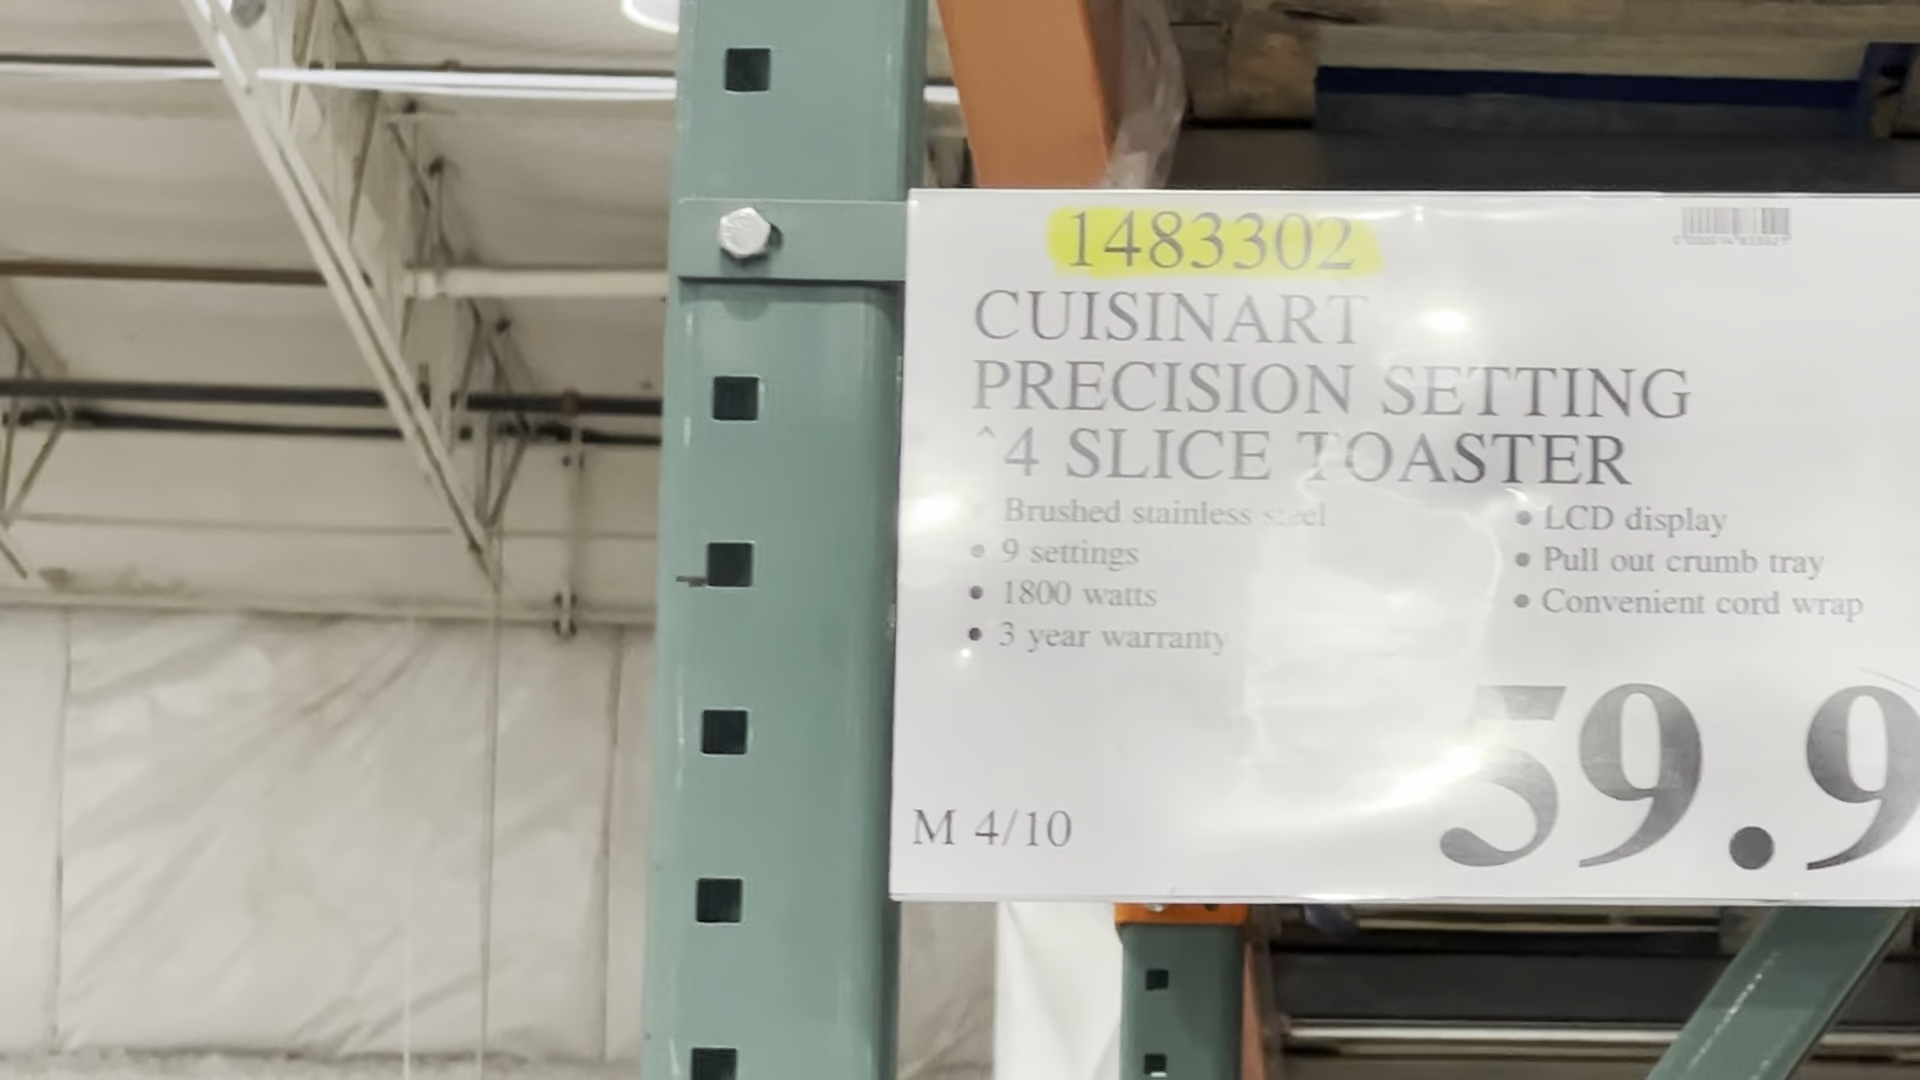 1483302
CUISINART
PRECISION SETTING
^4 SLICE TOASTER
Brushed stainless steel
• 9 settings
• 1800 watts
• 3 year warranty
• LCD display
• Pull out crumb tray
• Convenient cord wrap
59.9
M 4/10